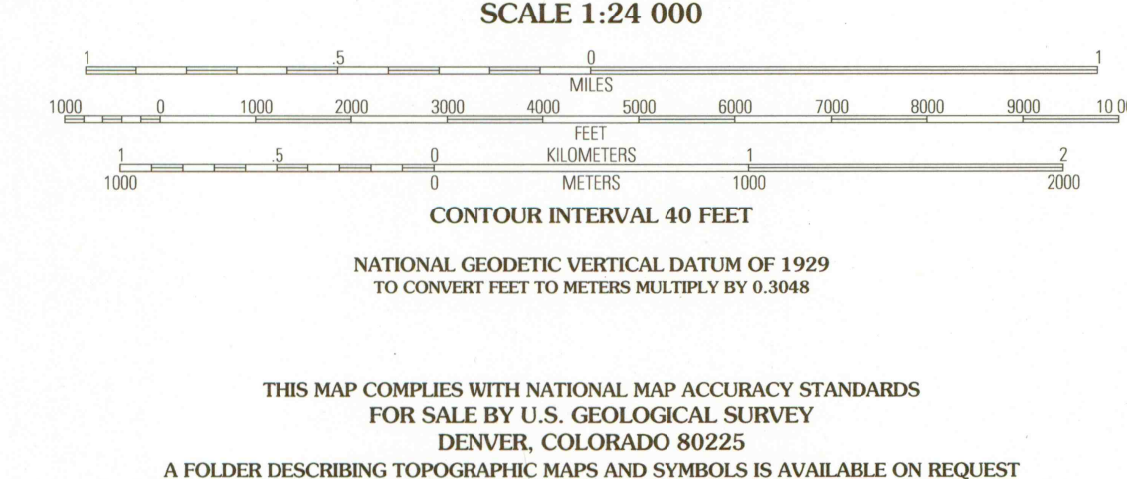 SCALE 1:24 000
1 .5 0 1
MILES
1000 0 1000 2000 3000 4000 5000 6000 7000 8000 9000 10 00
FEET
1 .5 0 KILOMETERS 1 2
1000 0 METERS 1000 2000
CONTOUR INTERVAL 40 FEET
NATIONAL GEODETIC VERTICAL DATUM OF 1929
TO CONVERT FEET TO METERS MULTIPLY BY 0.3048
THIS MAP COMPLIES WITH NATIONAL MAP ACCURACY STANDARDS
FOR SALE BY U.S. GEOLOGICAL SURVEY
DENVER, COLORADO 80225
A FOLDER DESCRIBING TOPOGRAPHIC MAPS AND SYMBOLS IS AVAILABLE ON REQUEST